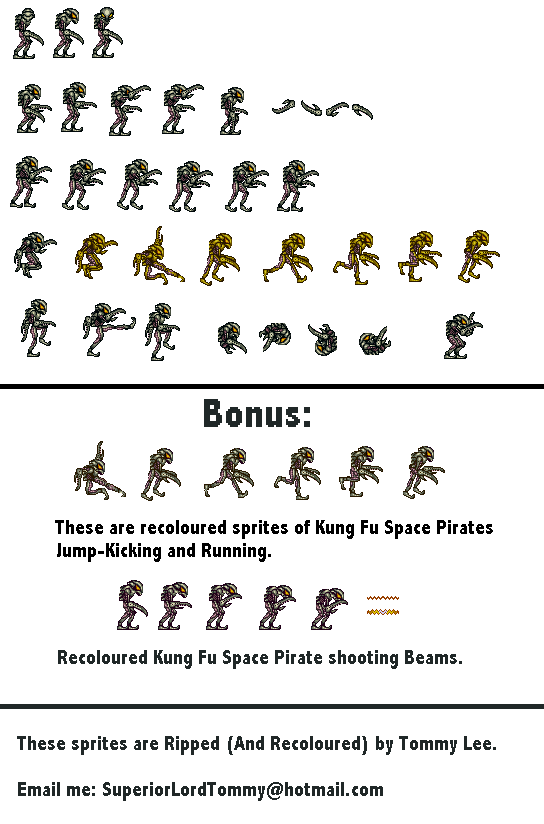 Bonus:
These are recoloured sprites of Kung Fu Space Pirates
Jump-Kicking and Running.
Recoloured Kung Fu Space Pirate shooting Beams.
These sprites are Ripped (And Recoloured) by Tommy Lee.
Email me: SuperiorLordTommy@hotmail.com